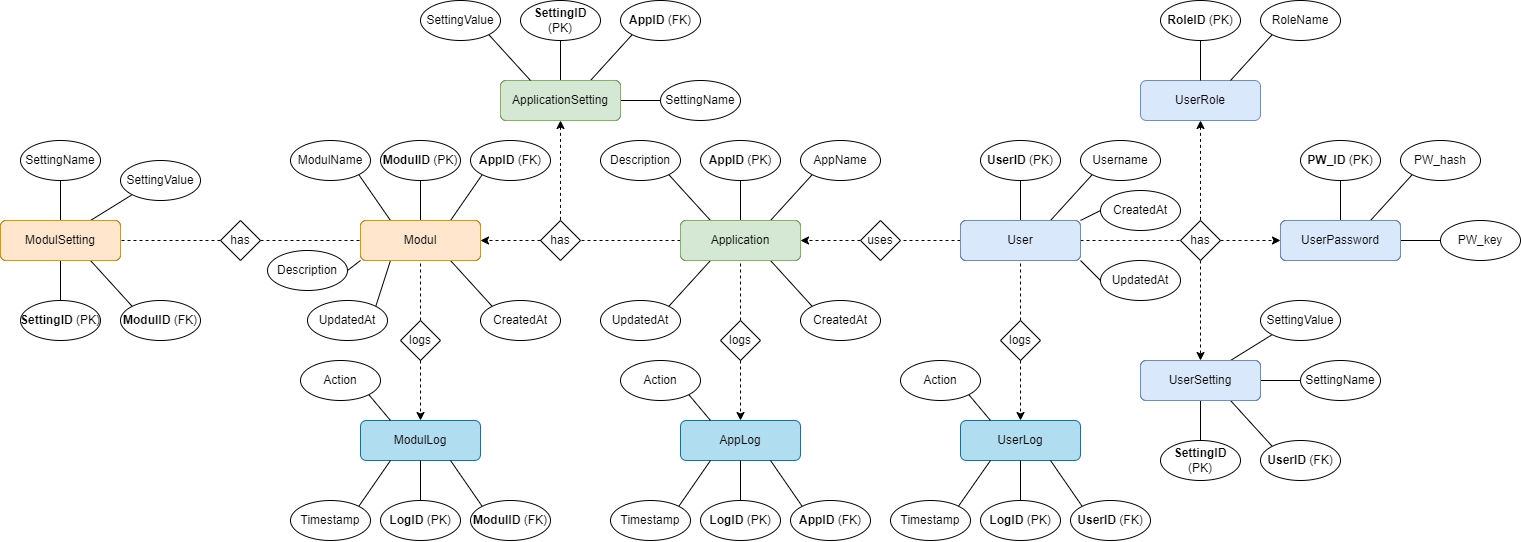 SettingValue
SettingID
(PK)
AppID (FK)
RoleID (PK)
RoleName
ApplicationSetting
SettingName
UserRole
SettingName
SettingValue
ModulName
ModulID (PK)
AppID (FK)
Description
AppID (PK)
AppName
UserID (PK)
Username
CreatedAt
PW_ID (PK)
PW_hash
ModulSetting
has
Modul
has
Application
uses
User
has
UserPassword
PW_key
Description
UpdatedAt
SettingID (PK)
ModulID (FK)
UpdatedAt
CreatedAt
UpdatedAt
CreatedAt
SettingValue
logs
logs
logs
Action
Action
Action
UserSetting
SettingName
ModulLog
AppLog
UserLog
SettingID
(PK)
UserID (FK)
Timestamp
LogID (PK)
ModulID (FK)
Timestamp
LogID (PK)
AppID (FK)
Timestamp
LogID (PK)
UserID (FK)